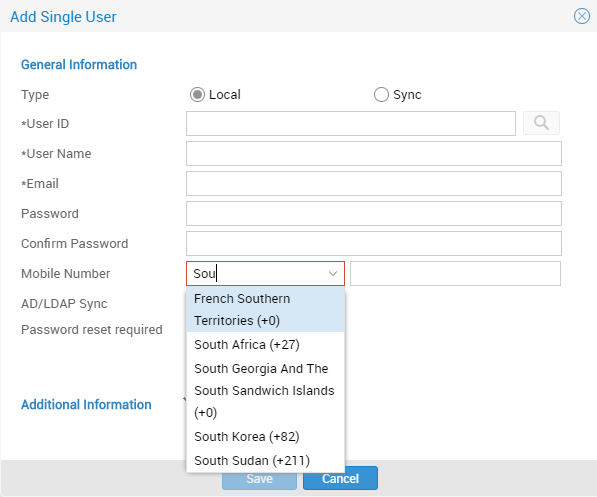 Add Single User
General Information
Type Local Sync
*User ID
*User Name
*Email
Password
Confirm Password
Mobile Number Sou
AD/LDAP Sync
Password reset required
French Southern
Territories (+0)
South Africa (+27)
South Georgia And The
South Sandwich Islands
(+0)
South Korea (+82)
South Sudan (+211)
Additional Information
Save Cancel